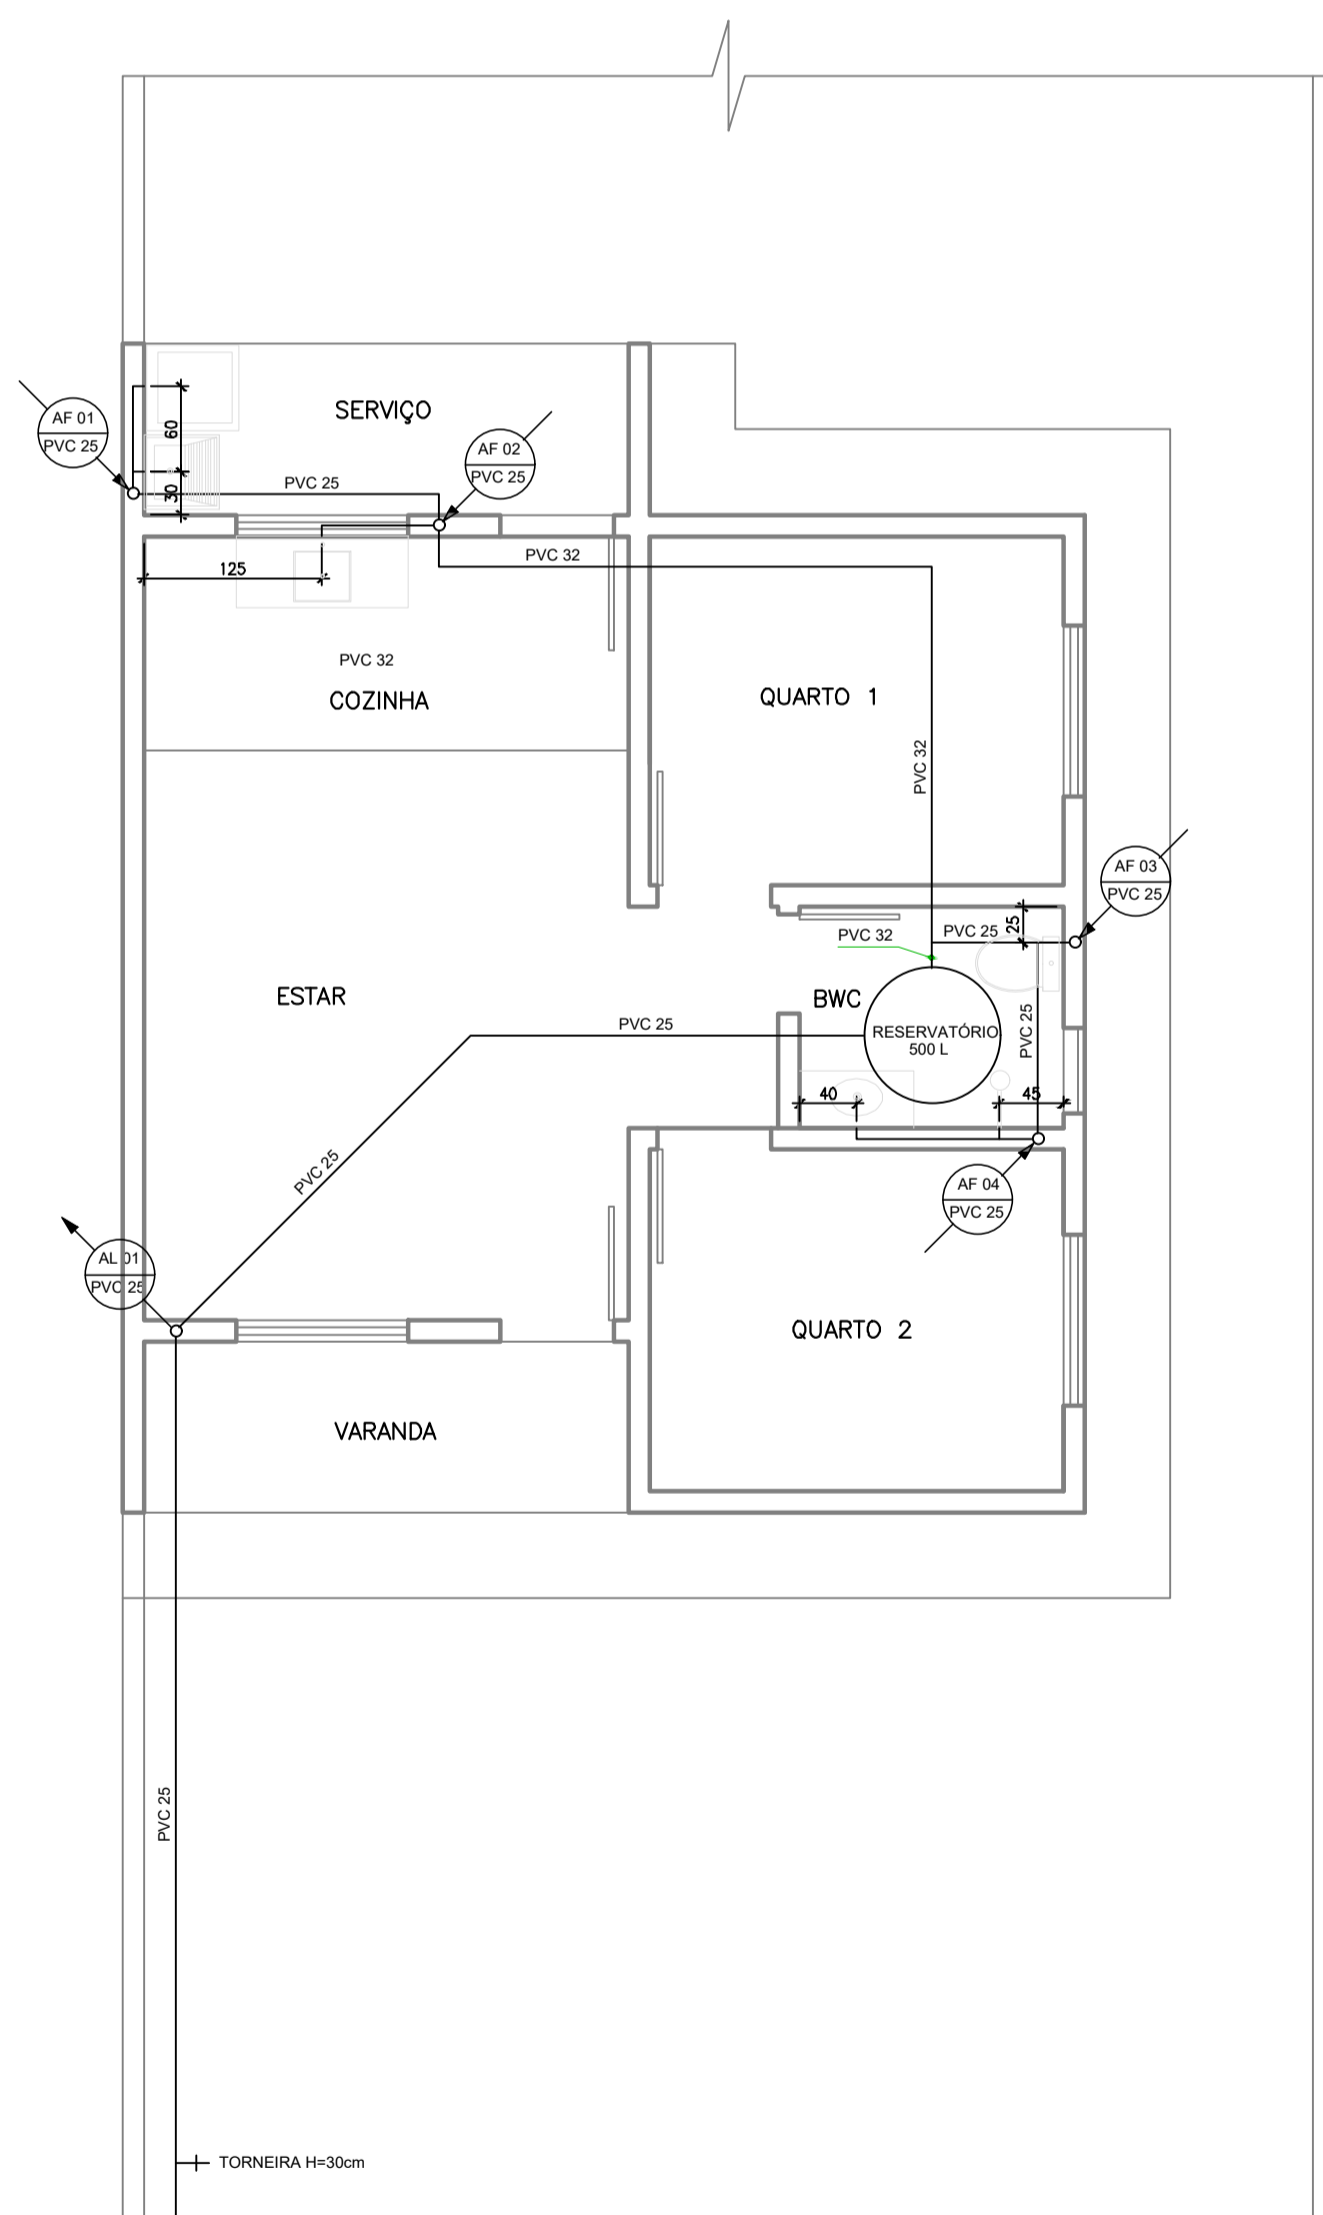 SERVIÇO
AF 01
PVC 25
60
30
AF 02
PVC 25
PVC 25
PVC 32
125
PVC 32
COZINHA
QUARTO 1
PVC 32
AF 03
PVC 25
25
PVC 25
PVC 32
ESTAR
BWC
PVC 25
RESERVATÓRIO
500 L
PVC 25
40
45
PVC 25
AF 04
PVC 25
AL 01
PVC 25
QUARTO 2
VARANDA
PVC 25
TORNEIRA H=30cm